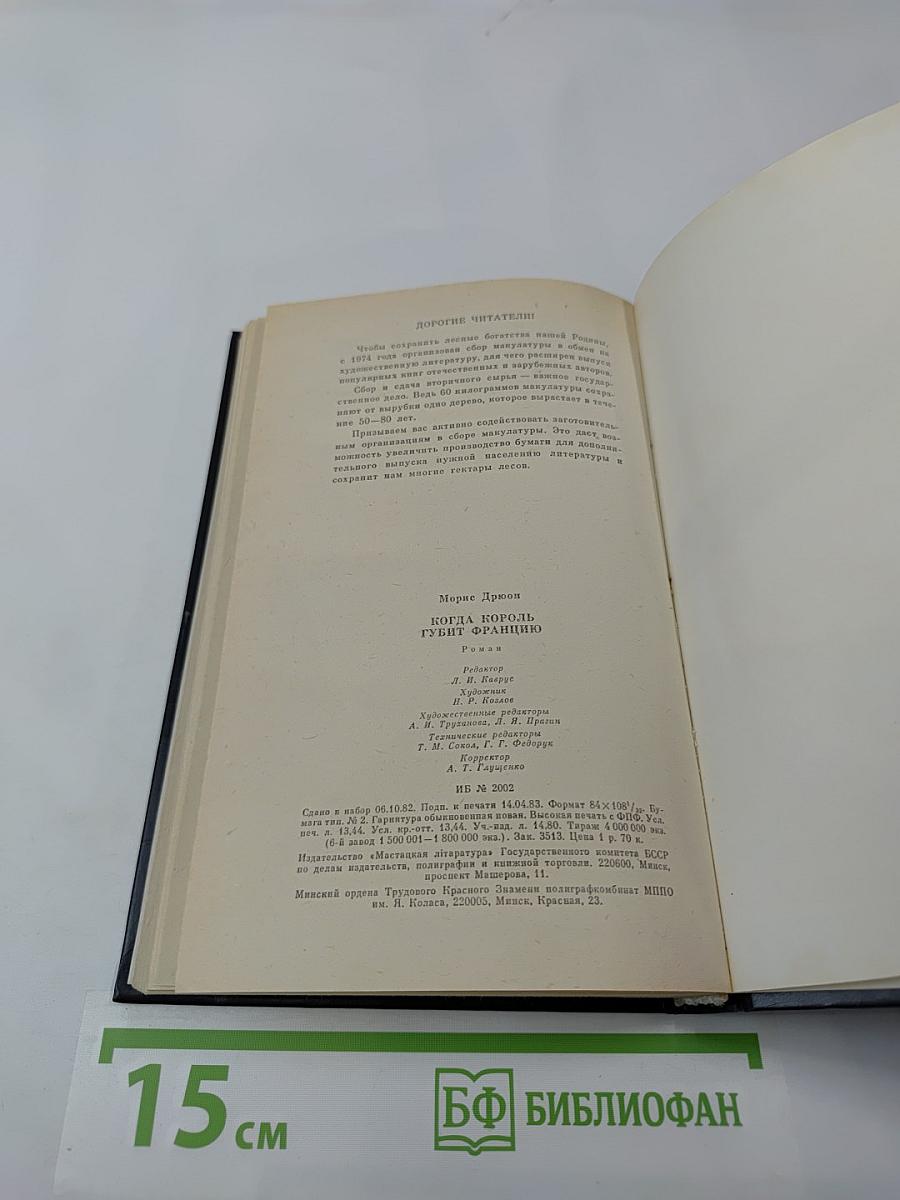 ДОРОГИЕ ЧИТАТЕЛИ!
Чтобы сохранить лесные богатства нашей Родины,
с 1974 года организован сбор макулатуры в обмен на
художественную литературу, для чего расширен выпуск
популярных книг отечественных и зарубежных авторов.
Сбор и сдача вторичного сырья — важное государ-
ственное дело. Ведь 60 килограммов макулатуры сохра-
няют от вырубки одно дерево, которое вырастает в тече-
ние 50—80 лет.
Призываем вас активно содействовать заготовитель-
ным организациям в сборе макулатуры. Это даст воз-
можность увеличить производство бумаги для дополни-
тельного выпуска нужной населению литературы и
сохранит нам многие гектары лесов.
Морис Дрюон
КОГДА КОРОЛЬ
ГУБИТ ФРАНЦИЮ
Роман
Редактор
Л. И. Каврус
Художник
Н. Р. Козлов
Художественные редакторы
А. И. Труханова, Л. Я. Прагин
Технические редакторы
Т. М. Сокол, Г. Г. Федорук
Корректор
А. Т. Глущенко
ИБ № 2002
Сдано в набор 06.10.82. Подп. к печати 14.04.83. Формат 84×108¹/₃₂. Бу-
мага тип. № 2. Гарнитура обыкновенная новая. Высокая печать с ФПФ. Усл.
печ. л. 13,44. Усл. кр.-отт. 13,44. Уч.-изд. л. 14,80. Тираж 4 000 000 экз.
(6-й завод 1 500 001—1 800 000 экз.). Зак. 3513. Цена 1 р. 70 к.
Издательство «Мастацкая літаратура» Государственного комитета БССР
по делам издательств, полиграфии и книжной торговли. 220600, Минск,
проспект Машерова, 11.
Минский ордена Трудового Красного Знамени полиграфкомбинат МППО
им. Я. Коласа, 220005, Минск, Красная, 23.
15 см
БФ БИБЛИОФАН